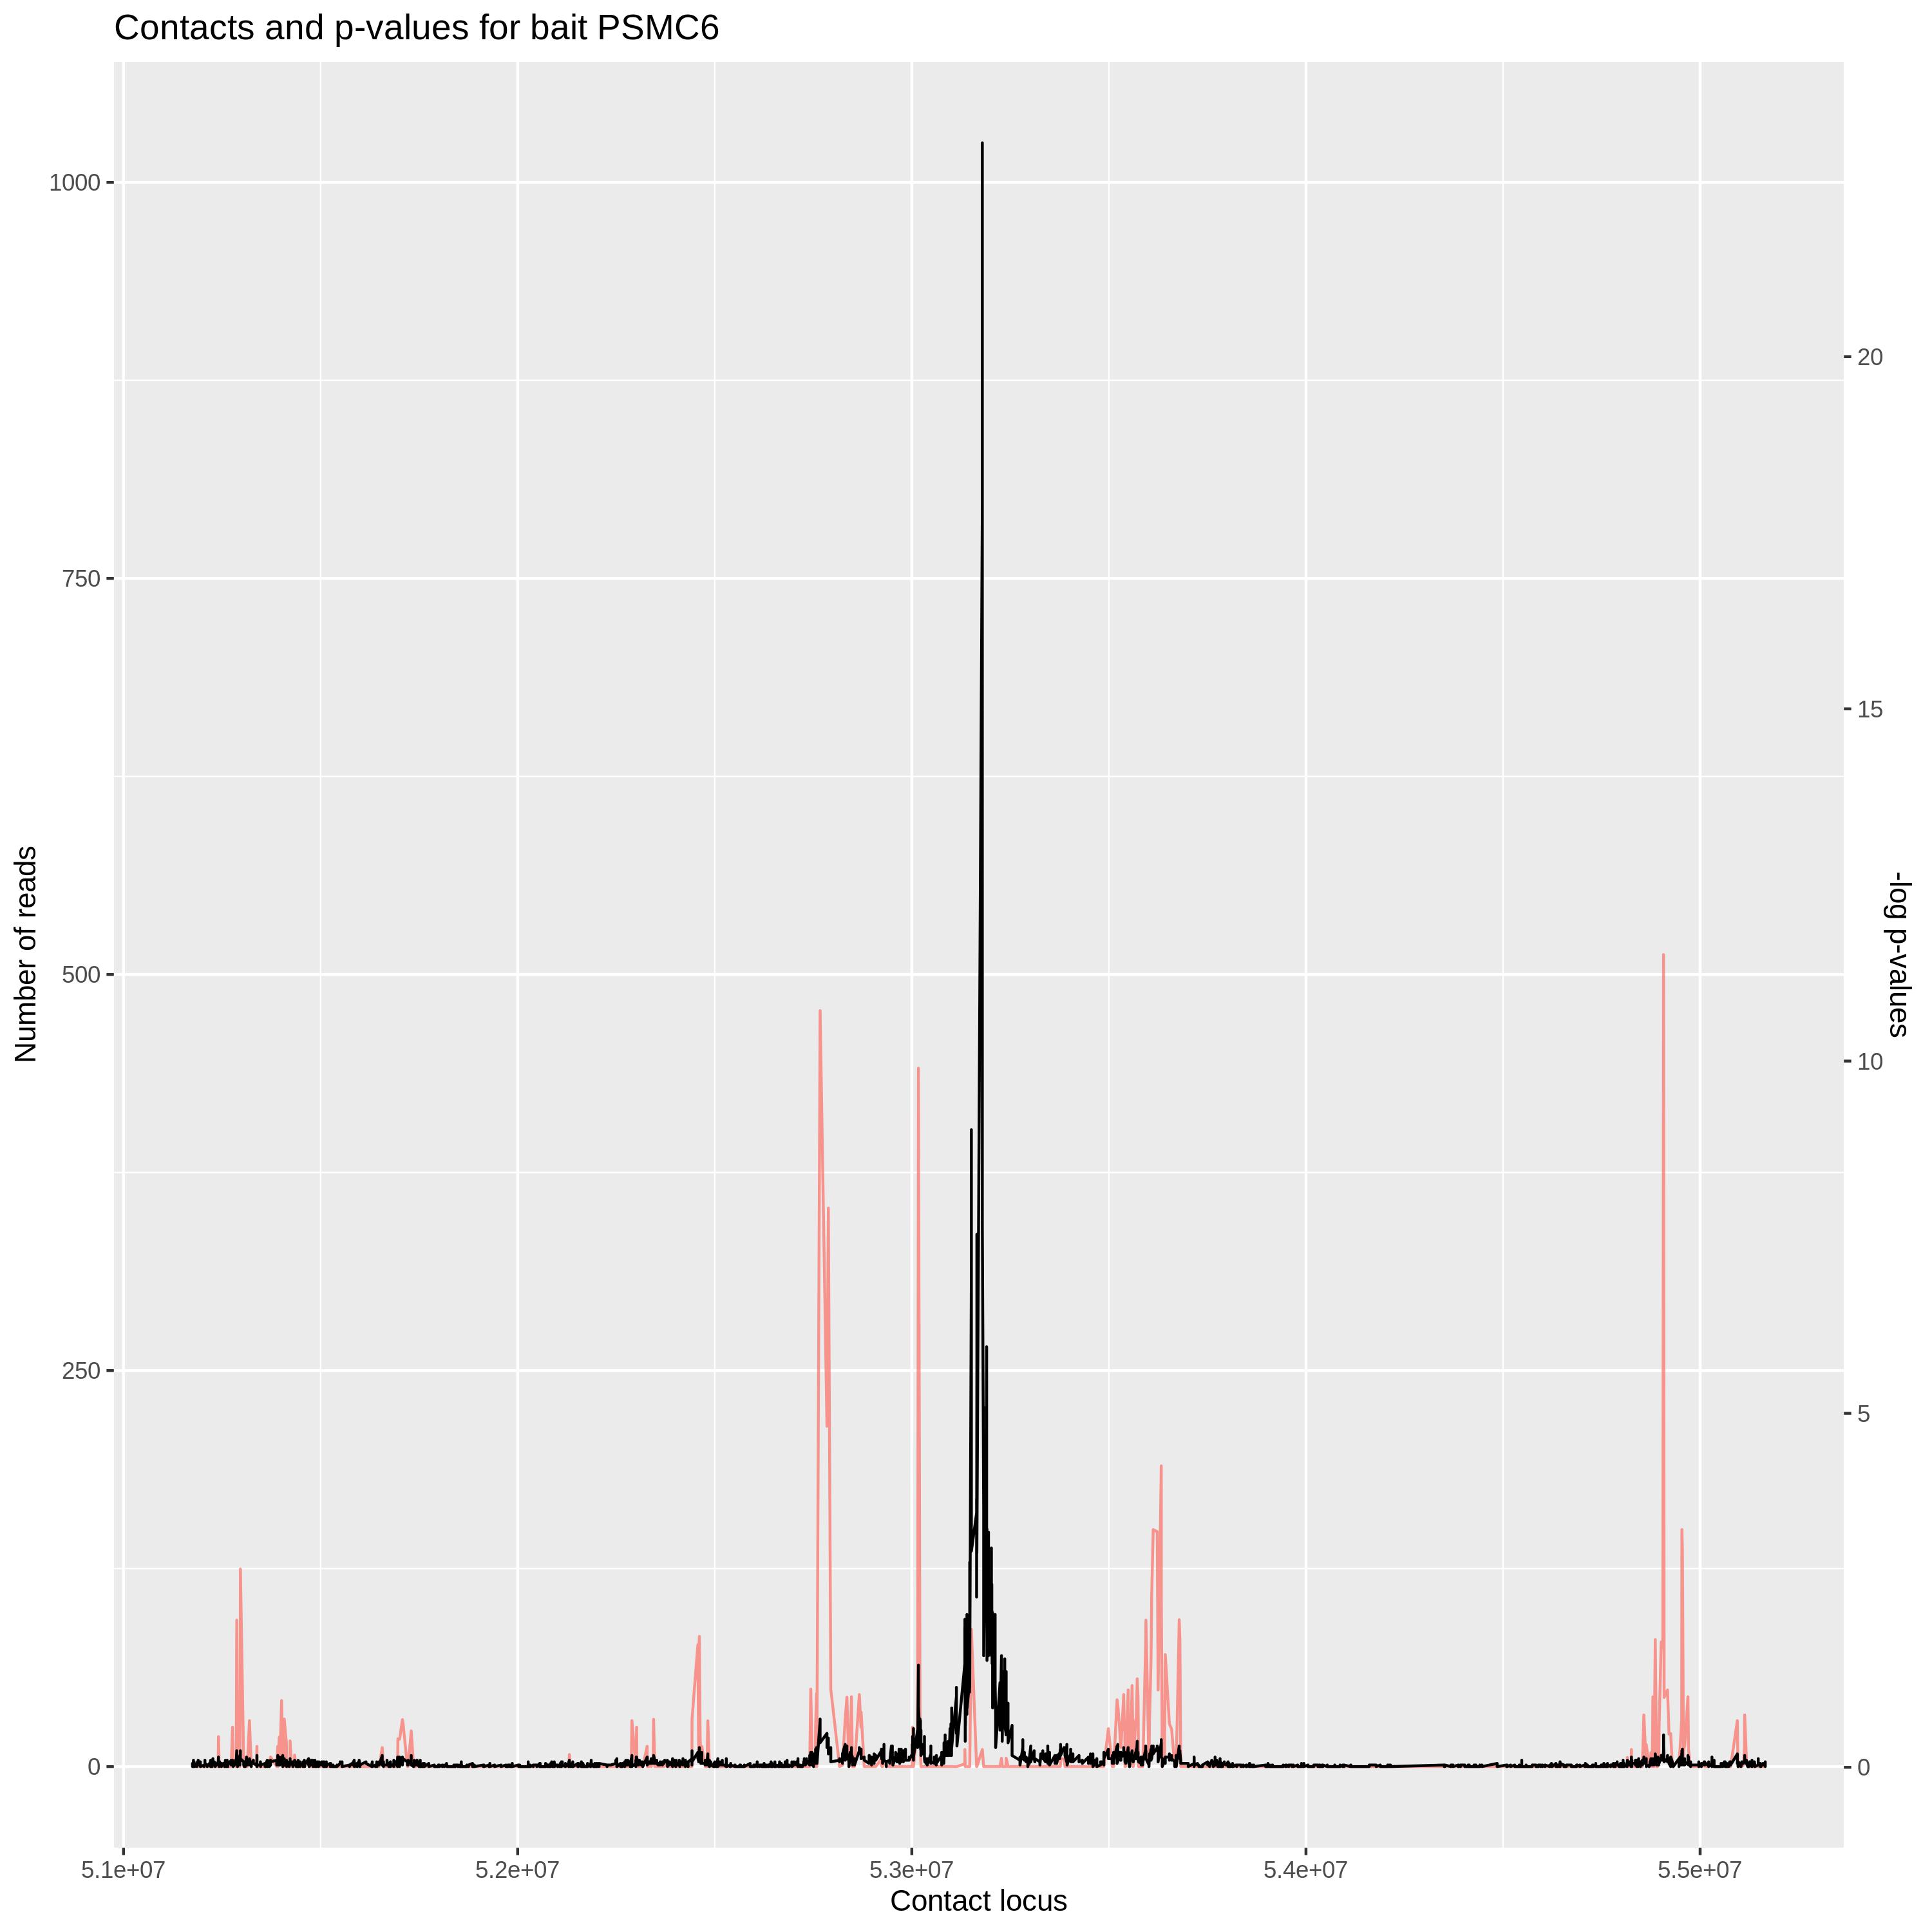 Contacts and p-values for bait PSMC6
1000
750
500
250
0
Number of reads
20
15
10
5
0
-log p-values
5.1e+07
5.2e+07
5.3e+07
5.4e+07
5.5e+07
Contact locus